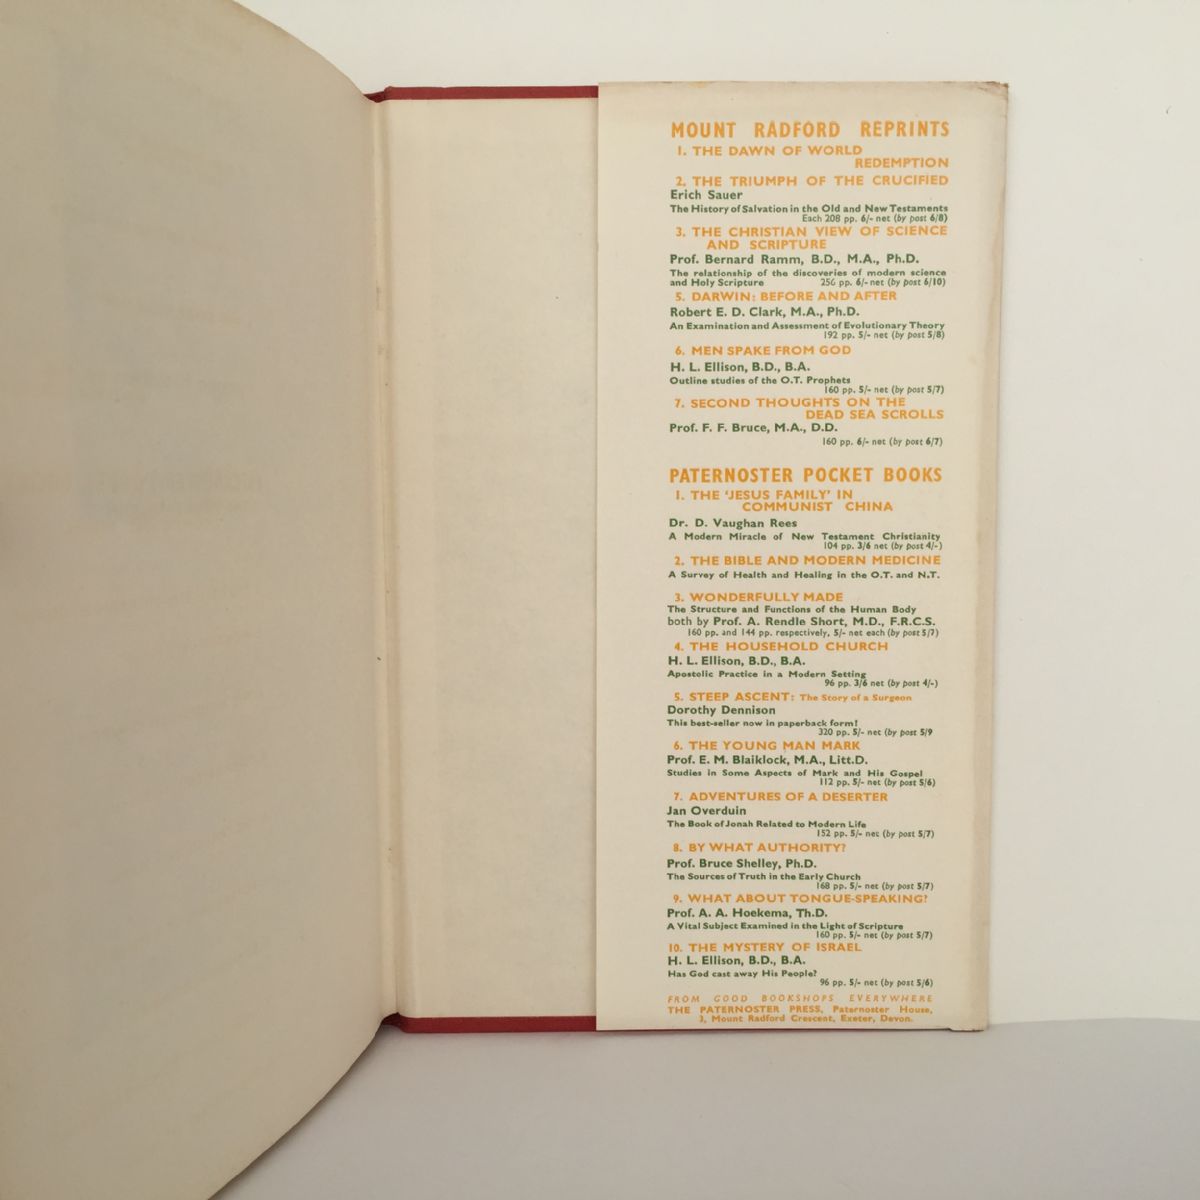 MOUNT RADFORD REPRINTS
1. THE DAWN OF WORLD
REDEMPTION
2. THE TRIUMPH OF THE CRUCIFIED
Erich Sauer
The History of Salvation in the Old and New Testaments
Each 208 pp. 6/- net (by post 6/8)
3. THE CHRISTIAN VIEW OF SCIENCE
AND SCRIPTURE
Prof. Bernard Ramm, B.D., M.A., Ph.D.
The relationship of the discoveries of modern science
and Holy Scripture 256 pp. 6/- net (by post 6/10)
5. DARWIN: BEFORE AND AFTER
Robert E. D. Clark, M.A., Ph.D.
An Examination and Assessment of Evolutionary Theory
192 pp. 5/- net (by post 5/8)
6. MEN SPAKE FROM GOD
H. L. Ellison, B.D., B.A.
Outline studies of the O.T. Prophets
160 pp. 5/- net (by post 5/7)
7. SECOND THOUGHTS ON THE
DEAD SEA SCROLLS
Prof. F. F. Bruce, M.A., D.D.
160 pp. 6/- net (by post 6/7)
PATERNOSTER POCKET BOOKS
1. THE ‘JESUS FAMILY’ IN
COMMUNIST CHINA
Dr. D. Vaughan Rees
A Modern Miracle of New Testament Christianity
104 pp. 3/6 net (by post 4/-)
2. THE BIBLE AND MODERN MEDICINE
A Survey of Health and Healing in the O.T. and N.T.
3. WONDERFULLY MADE
The Structure and Functions of the Human Body
both by Prof. A. Rendle Short, M.D., F.R.C.S.
160 pp. and 144 pp. respectively, 5/- net each (by post 5/7)
4. THE HOUSEHOLD CHURCH
H. L. Ellison, B.D., B.A.
Apostolic Practice in a Modern Setting
96 pp. 3/6 net (by post 4/-)
5. STEEP ASCENT: The Story of a Surgeon
Dorothy Dennison
This best-seller now in paperback form!
320 pp. 5/- net (by post 5/9
6. THE YOUNG MAN MARK
Prof. E. M. Blaiklock, M.A., Litt.D.
Studies in Some Aspects of Mark and His Gospel
112 pp. 5/- net (by post 5/6)
7. ADVENTURES OF A DESERTER
Jan Overduin
The Book of Jonah Related to Modern Life
152 pp. 5/- net (by post 5/7)
8. BY WHAT AUTHORITY?
Prof. Bruce Shelley, Ph.D.
The Sources of Truth in the Early Church
168 pp. 5/- net (by post 5/7)
9. WHAT ABOUT TONGUE-SPEAKING?
Prof. A. A. Hoekema, Th.D.
A Vital Subject Examined in the Light of Scripture
160 pp. 5/- net (by post 5/7)
10. THE MYSTERY OF ISRAEL
H. L. Ellison, B.D., B.A.
Has God cast away His People?
96 pp. 5/- net (by post 5/6)
FROM GOOD BOOKSHOPS EVERYWHERE
THE PATERNOSTER PRESS, Paternoster House,
3, Mount Radford Crescent, Exeter, Devon.